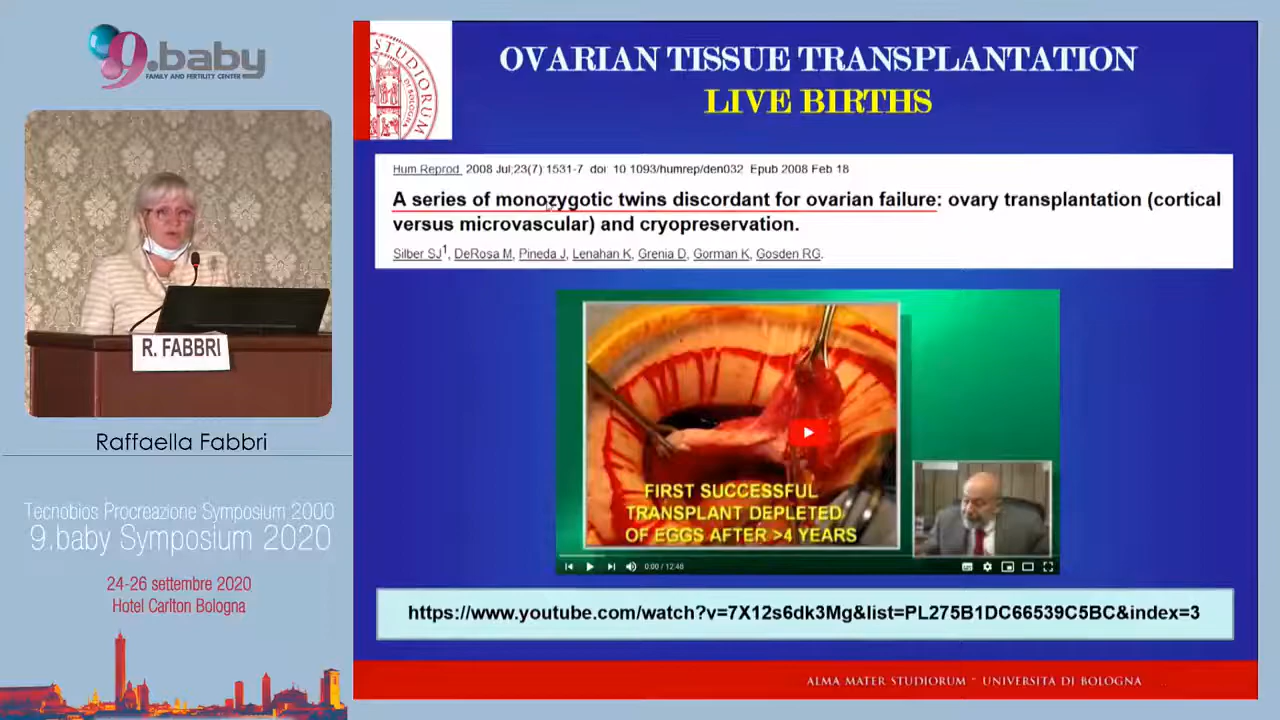 9.baby
FAMILY AND FERTILITY CENTER
R. FABBRI
Raffaella Fabbri
Tecnobios Procreazione Symposium 2000
9.baby Symposium 2020
24-26 settembre 2020
Hotel Carlton Bologna
STUDIORUM
DI BOLOGNA
OVARIAN TISSUE TRANSPLANTATION
LIVE BIRTHS
Hum Reprod 2008 Jul;23(7) 1531-7 doi 10 1093/humrep/den032 Epub 2008 Feb 18
A series of monozygotic twins discordant for ovarian failure: ovary transplantation (cortical
versus microvascular) and cryopreservation.
Silber SJ1, DeRosa M, Pineda J, Lenahan K, Grenia D, Gorman K, Gosden RG.
FIRST SUCCESSFUL
TRANSPLANT DEPLETED
OF EGGS AFTER >4 YEARS
0:00 / 12:46
https://www.youtube.com/watch?v=7X12s6dk3Mg&list=PL275B1DC66539C5BC&index=3
ALMA MATER STUDIORUM ~ UNIVERSITA DI BOLOGNA